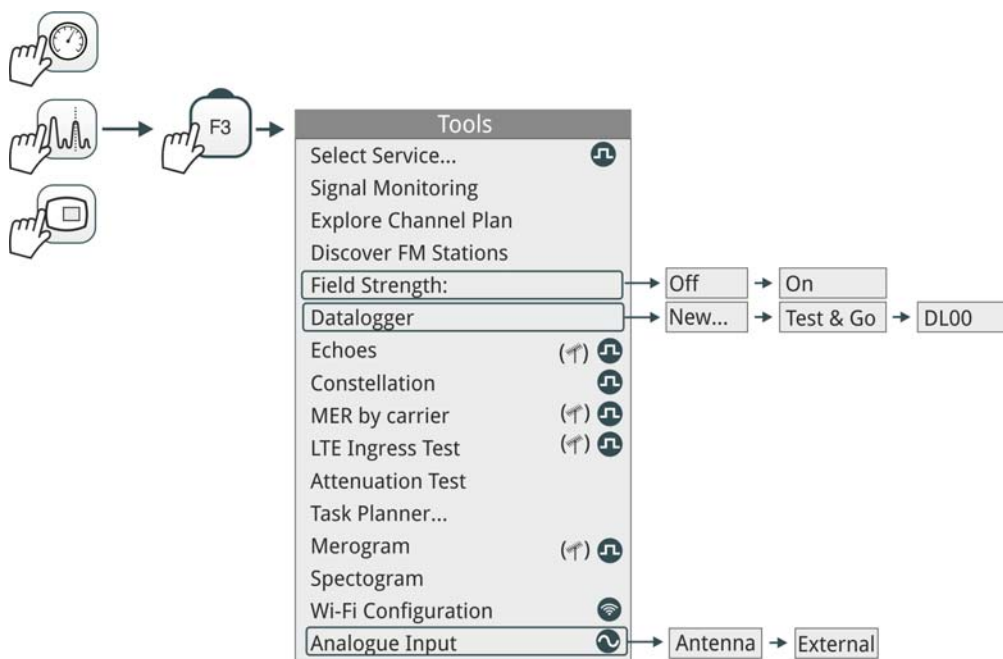 F3
Tools
Select Service...
Signal Monitoring
Explore Channel Plan
Discover FM Stations
Field Strength: Off On
Datalogger New... Test & Go DL00
Echoes
Constellation
MER by carrier
LTE Ingress Test
Attenuation Test
Task Planner...
Merogram
Spectogram
Wi-Fi Configuration
Analogue Input Antenna External